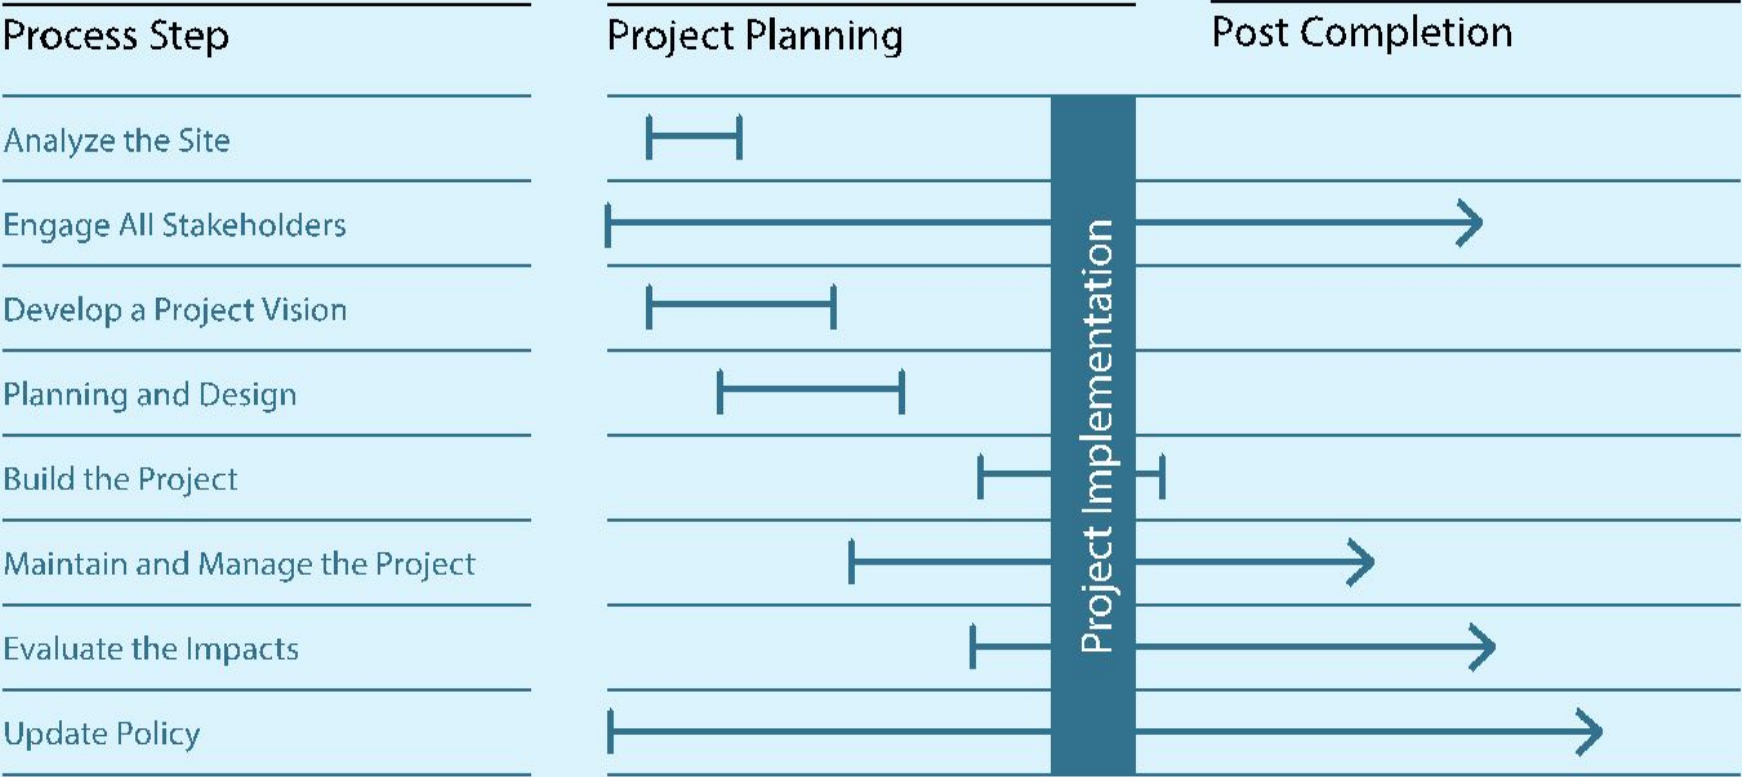 Process Step
Project Planning
Post Completion
Analyze the Site
Engage All Stakeholders
Develop a Project Vision
Planning and Design
Build the Project
Maintain and Manage the Project
Evaluate the Impacts
Update Policy
Project Implementation